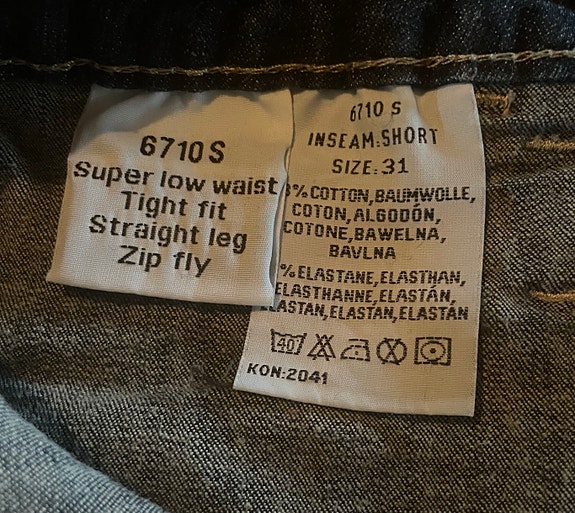 6710 S
Super low waist
Tight fit
Straight leg
Zip fly
6710 S
INSEAM:SHORT
SIZE:31
% COTTON,BAUMWOLLE,
COTON,ALGODÓN,
COTONE,BAWELNA,
BAVLNA
% ELASTANE,ELASTHAN,
ELASTHANNE,ELASTÁN,
ELASTAN,ELASTAN,ELASTAN
40
KON:2041